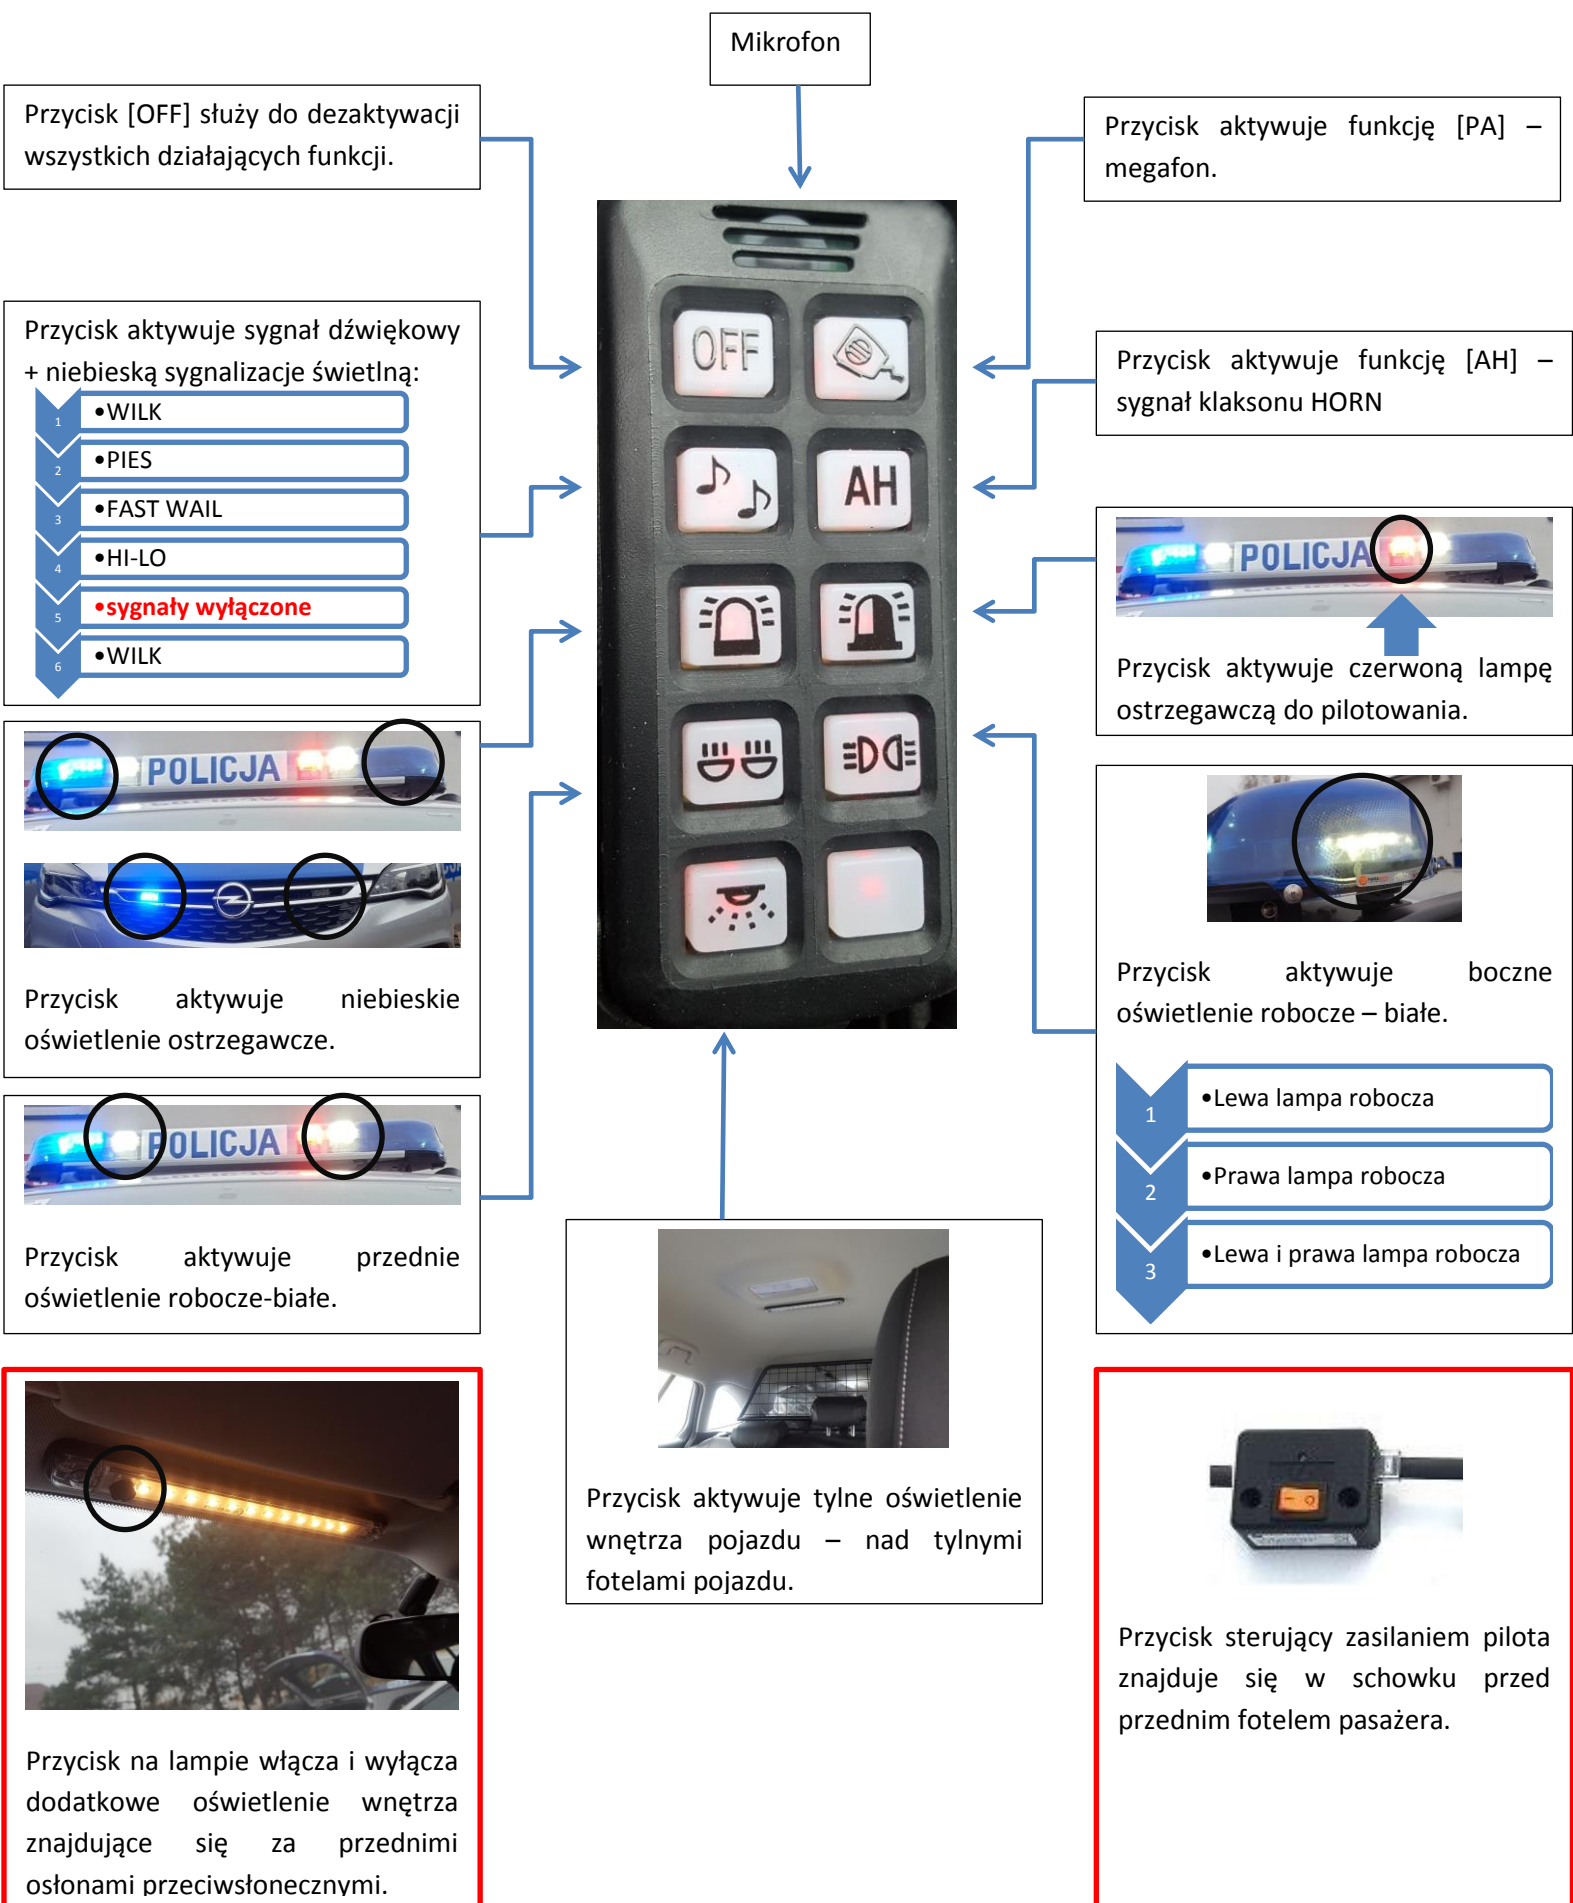 Mikrofon
Przycisk [OFF] służy do dezaktywacji
wszystkich działających funkcji.
Przycisk aktywuje funkcję [PA] –
megafon.
Przycisk aktywuje sygnał dźwiękowy
+ niebieską sygnalizacje świetlną:
1
•WILK
2
•PIES
3
•FAST WAIL
4
•HI-LO
5
•sygnały wyłączone
6
•WILK
OFF
AH
Przycisk aktywuje funkcję [AH] –
sygnał klaksonu HORN
POLICJA
Przycisk aktywuje czerwoną lampę
ostrzegawczą do pilotowania.
POLICJA
Przycisk aktywuje niebieskie
oświetlenie ostrzegawcze.
Przycisk aktywuje boczne
oświetlenie robocze – białe.
1
•Lewa lampa robocza
2
•Prawa lampa robocza
3
•Lewa i prawa lampa robocza
POLICJA
Przycisk aktywuje przednie
oświetlenie robocze-białe.
Przycisk aktywuje tylne oświetlenie
wnętrza pojazdu – nad tylnymi
fotelami pojazdu.
Przycisk na lampie włącza i wyłącza
dodatkowe oświetlenie wnętrza
znajdujące się za przednimi
osłonami przeciwsłonecznymi.
Przycisk sterujący zasilaniem pilota
znajduje się w schowku przed
przednim fotelem pasażera.